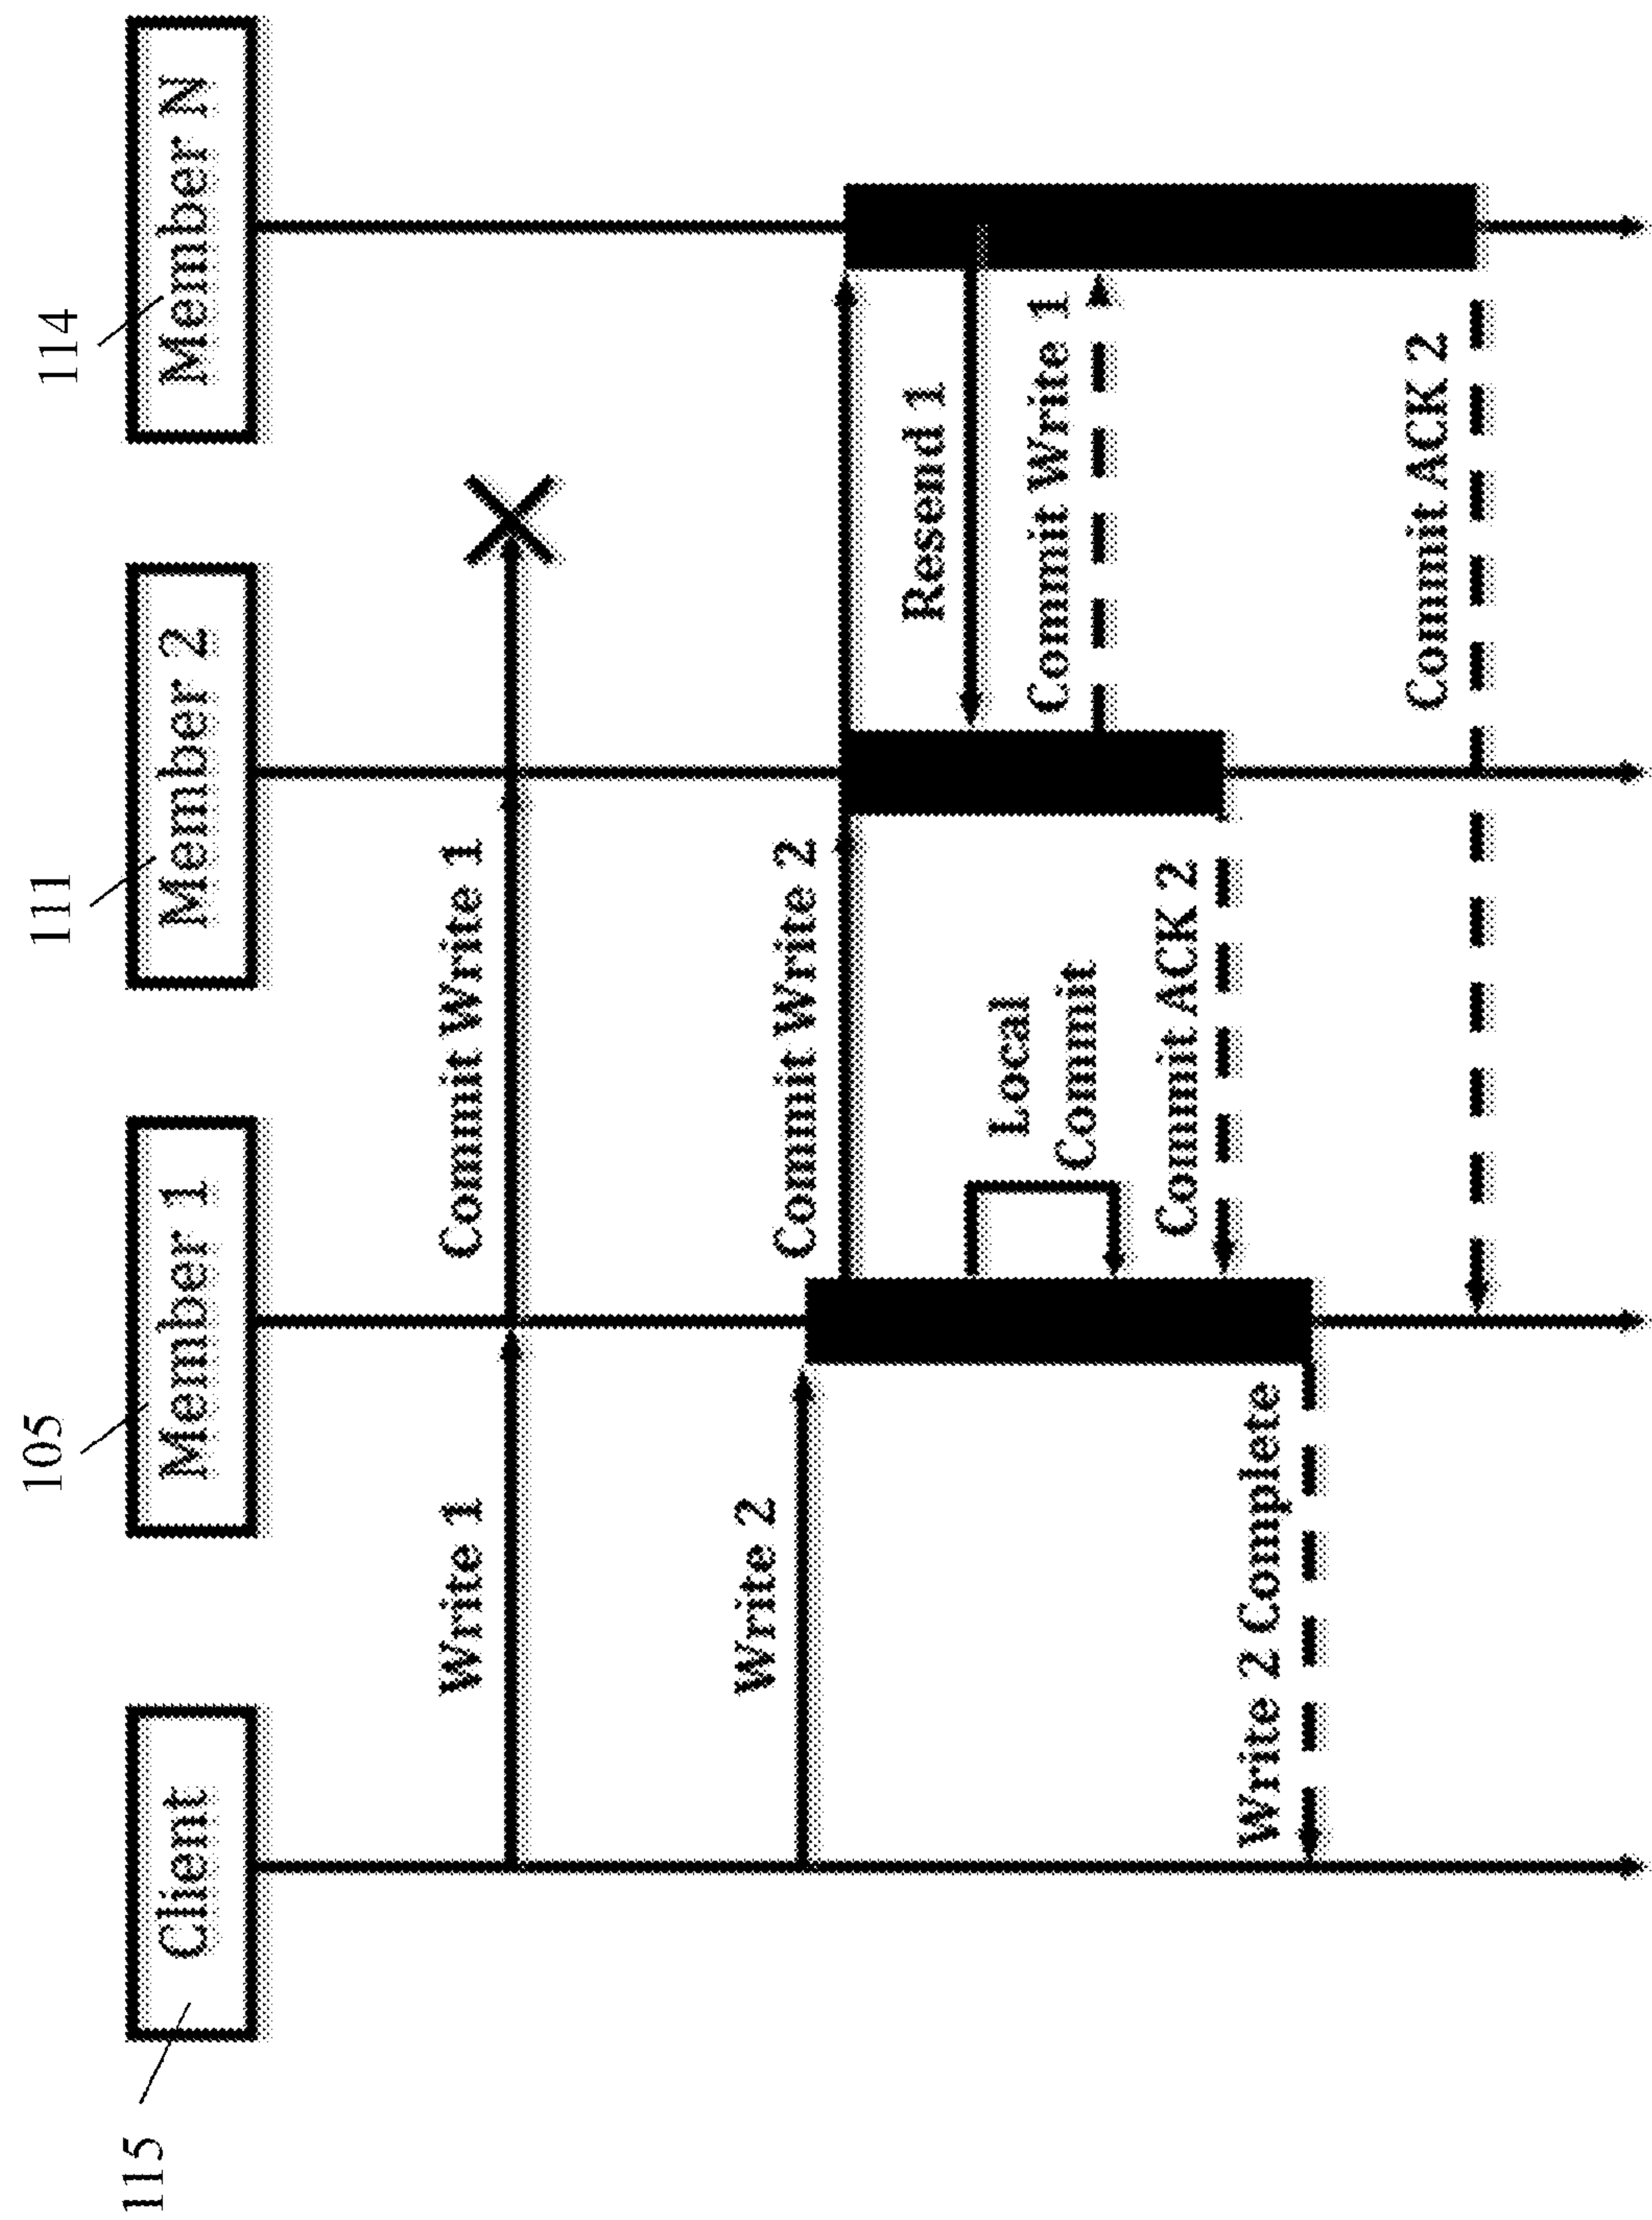 115
105
111
114
Client
Member 1
Member 2
Member N
Write 1
Commit Write 1
Write 2
Commit Write 2
Resend 1
Local
Commit
Commit Write 1
Commit ACK 2
Write 2 Complete
Commit ACK 2